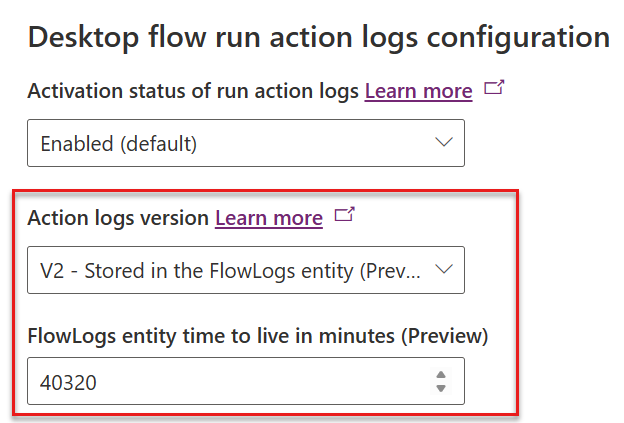 Desktop flow run action logs configuration
Activation status of run action logs Learn more
Enabled (default)
Action logs version Learn more
V2 - Stored in the FlowLogs entity (Prev...
FlowLogs entity time to live in minutes (Preview)
40320